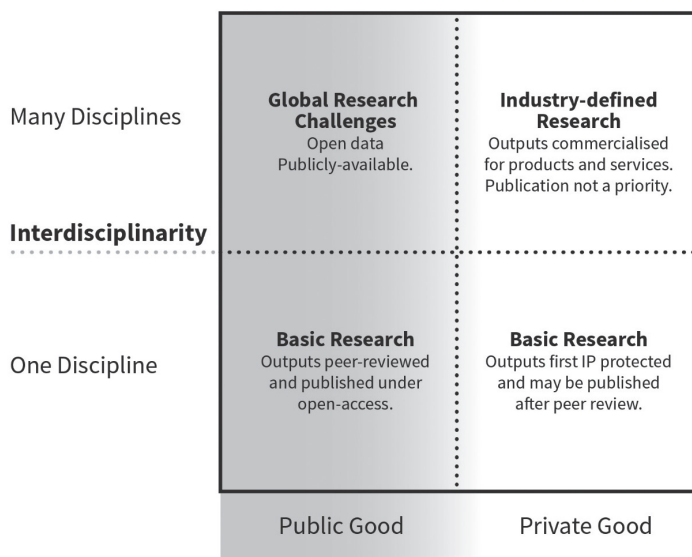 Many Disciplines
Global Research
Challenges
Open data
Publicly-available.
Industry-defined
Research
Outputs commercialised
for products and services.
Publication not a priority.
Interdisciplinarity
One Discipline
Basic Research
Outputs peer-reviewed
and published under
open-access.
Basic Research
Outputs first IP protected
and may be published
after peer review.
Public Good
Private Good